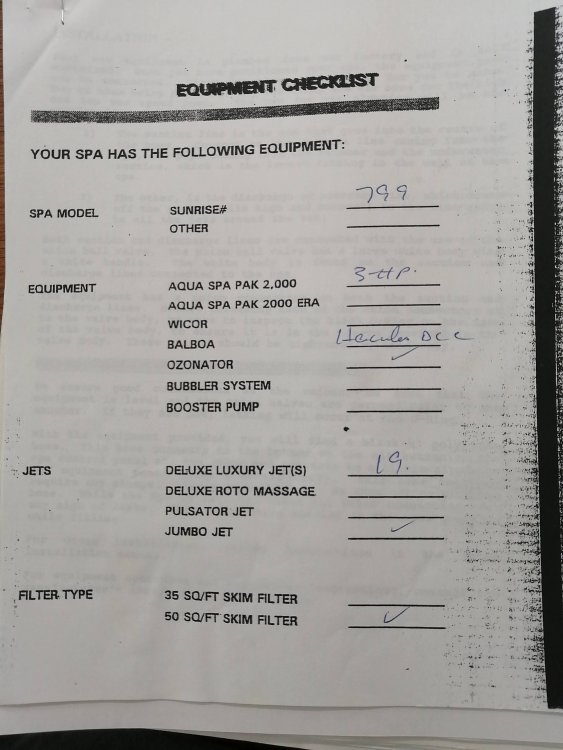 EQUIPMENT CHECKLIST
YOUR SPA HAS THE FOLLOWING EQUIPMENT:
SPA MODEL SUNRISE# 799
OTHER
EQUIPMENT AQUA SPA PAK 2,000 3-HP.
AQUA SPA PAK 2000 ERA
WICOR
BALBOA
OZONATOR ✓
BUBBLER SYSTEM
BOOSTER PUMP
JETS DELUXE LUXURY JET(S) 19.
DELUXE ROTO MASSAGE
PULSATOR JET
JUMBO JET ✓
FILTER TYPE 35 SQ/FT SKIM FILTER
50 SQ/FT SKIM FILTER ✓